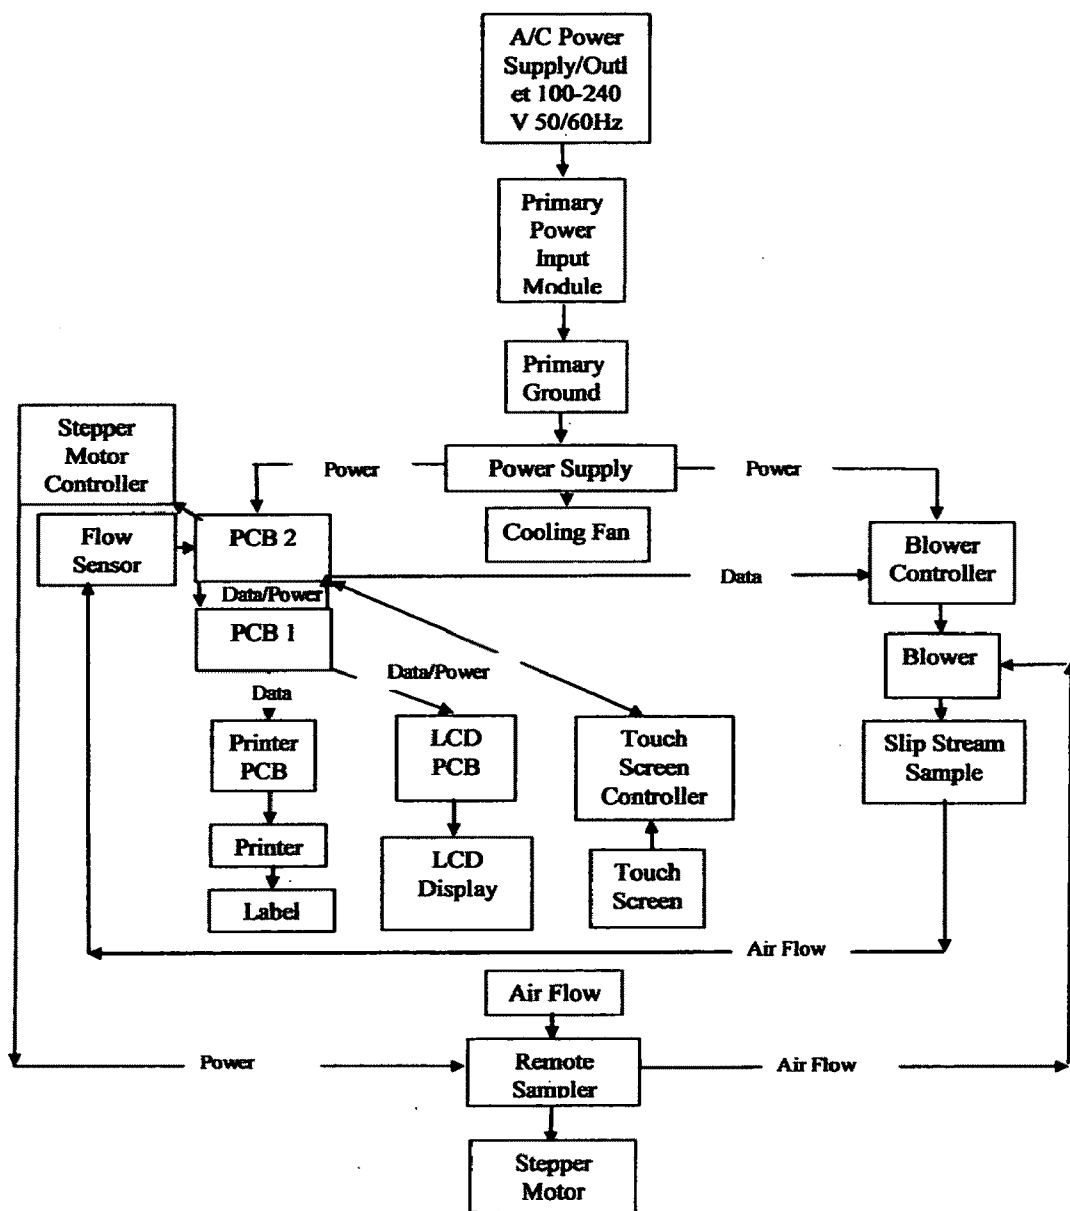 A/C Power
Supply/Outl
et 100-240
V 50/60Hz
Primary
Power
Input
Module
Primary
Ground
Stepper
Motor
Controller
Power
Power Supply
Power
Flow
Sensor
PCB 2
Cooling Fan
Blower
Controller
Data
Data/Power
PCB 1
Blower
Data/Power
Data
Printer
PCB
LCD
PCB
Touch
Screen
Controller
Slip Stream
Sample
Printer
LCD
Display
Touch
Screen
Label
Air Flow
Air Flow
Power
Remote
Sampler
Air Flow
Stepper
Motor